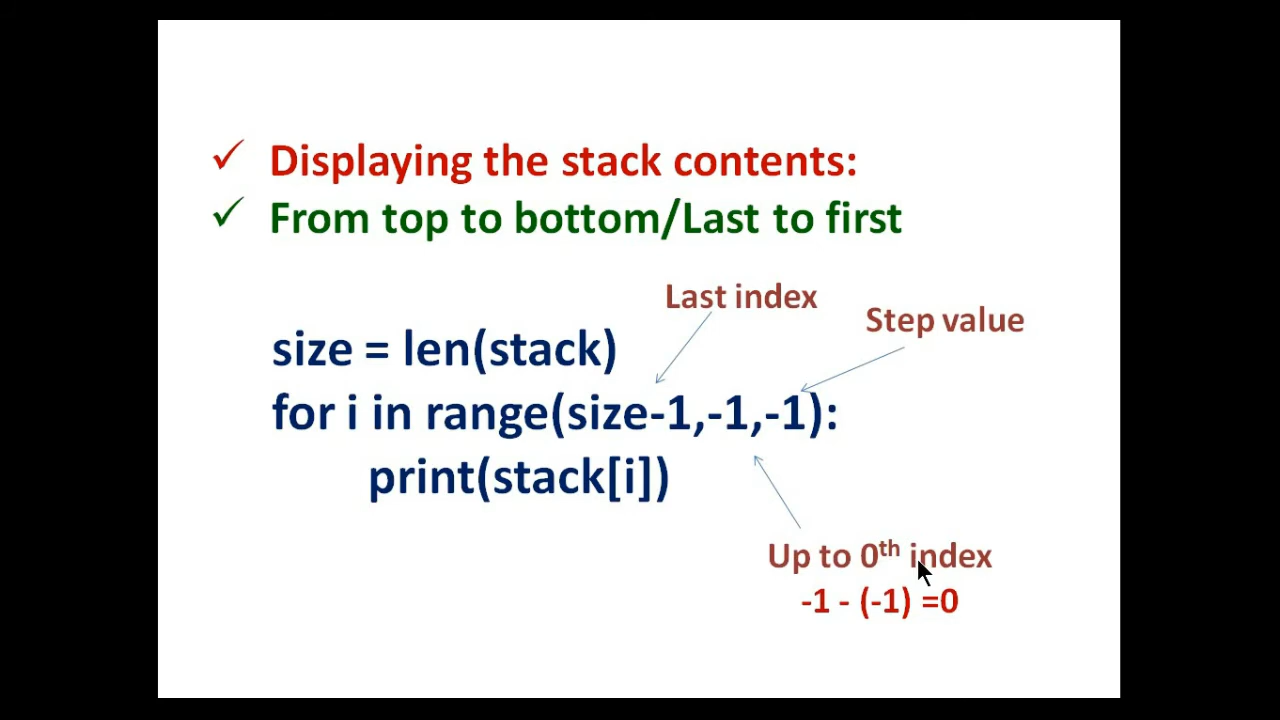 ✓ Displaying the stack contents:
✓ From top to bottom/Last to first
Last index
Step value
size = len(stack)
for i in range(size-1,-1,-1):
print(stack[i])
Up to 0th index
-1 - (-1) =0